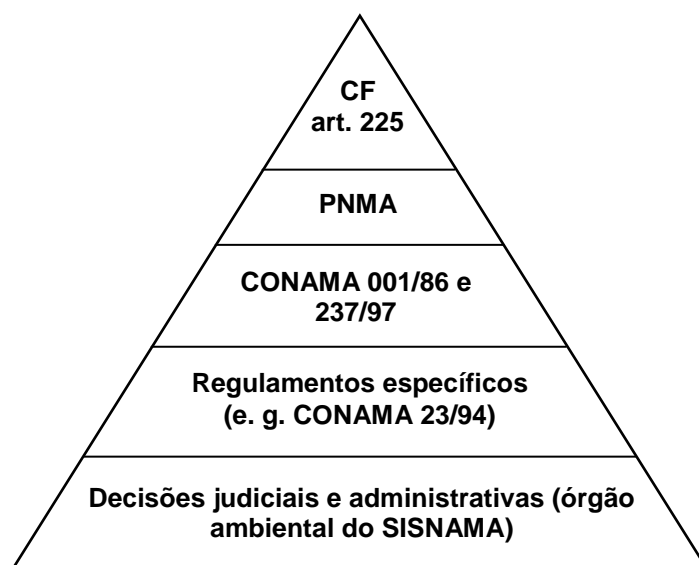 CF
art. 225
PNMA
CONAMA 001/86 e
237/97
Regulamentos específicos
(e. g. CONAMA 23/94)
Decisões judiciais e administrativas (órgão
ambiental do SISNAMA)